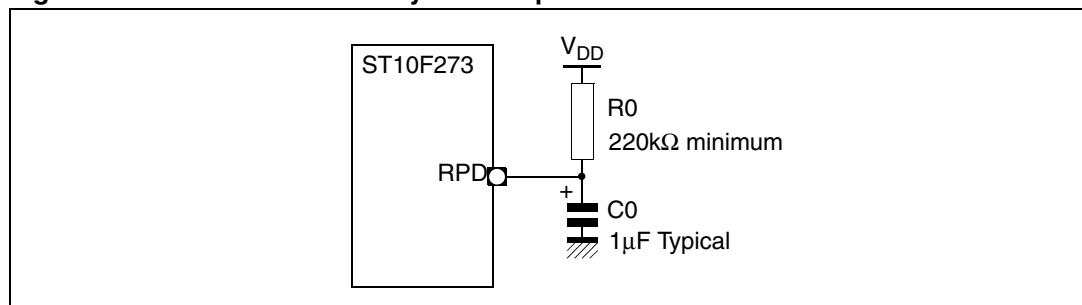 ST10F273
V_DD
R0
220kΩ minimum
RPD
+
C0
1µF Typical